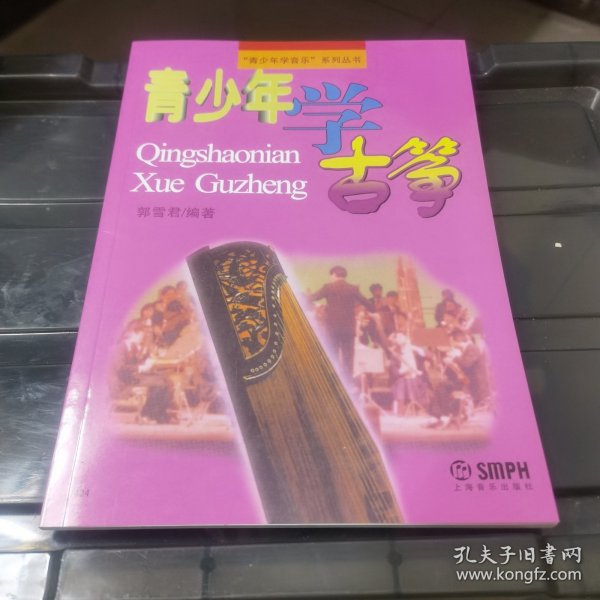 “青少年学音乐”系列丛书
青少年学古筝
Qingshaonian
Xue Guzheng
郭雪君/编著
SMPH
上海音乐出版社
孔夫子旧书网
www.kongfz.com